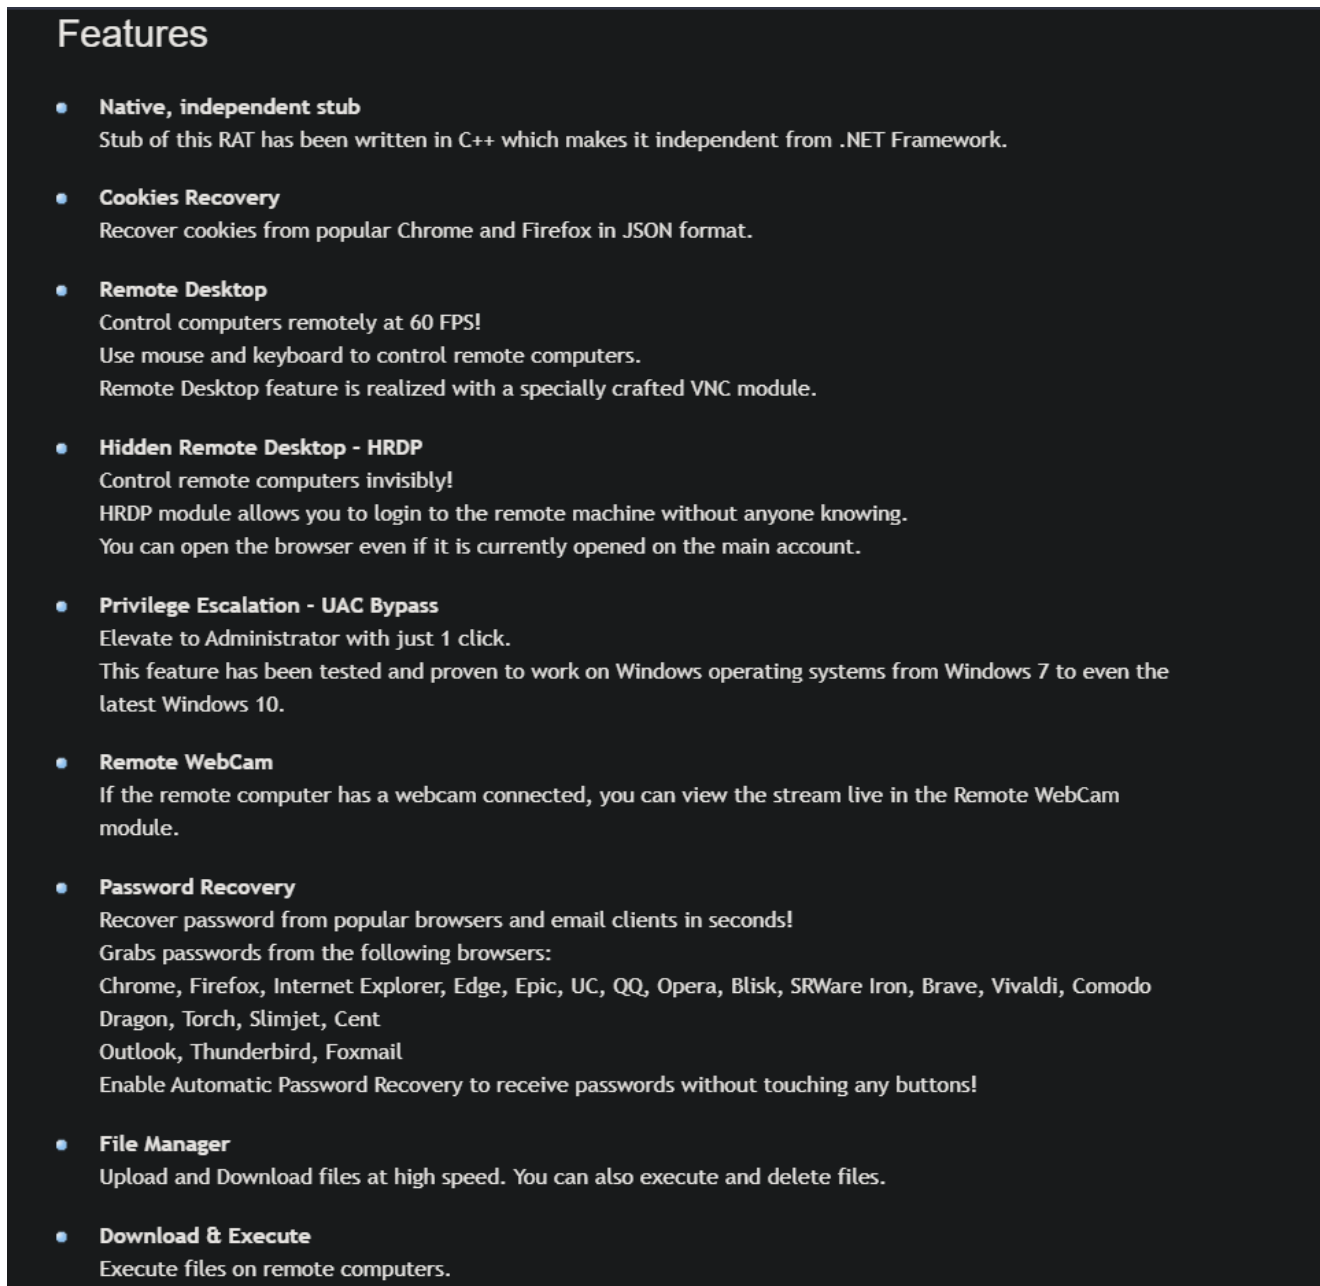 Features
Native, independent stub
Stub of this RAT has been written in C++ which makes it independent from .NET Framework.
Cookies Recovery
Recover cookies from popular Chrome and Firefox in JSON format.
Remote Desktop
Control computers remotely at 60 FPS!
Use mouse and keyboard to control remote computers.
Remote Desktop feature is realized with a specially crafted VNC module.
Hidden Remote Desktop - HRDP
Control remote computers invisibly!
HRDP module allows you to login to the remote machine without anyone knowing.
You can open the browser even if it is currently opened on the main account.
Privilege Escalation - UAC Bypass
Elevate to Administrator with just 1 click.
This feature has been tested and proven to work on Windows operating systems from Windows 7 to even the
latest Windows 10.
Remote WebCam
If the remote computer has a webcam connected, you can view the stream live in the Remote WebCam
module.
Password Recovery
Recover password from popular browsers and email clients in seconds!
Grabs passwords from the following browsers:
Chrome, Firefox, Internet Explorer, Edge, Epic, UC, QQ, Opera, Blisk, SRWare Iron, Brave, Vivaldi, Comodo
Dragon, Torch, Slimjet, Cent
Outlook, Thunderbird, Foxmail
Enable Automatic Password Recovery to receive passwords without touching any buttons!
File Manager
Upload and Download files at high speed. You can also execute and delete files.
Download & Execute
Execute files on remote computers.